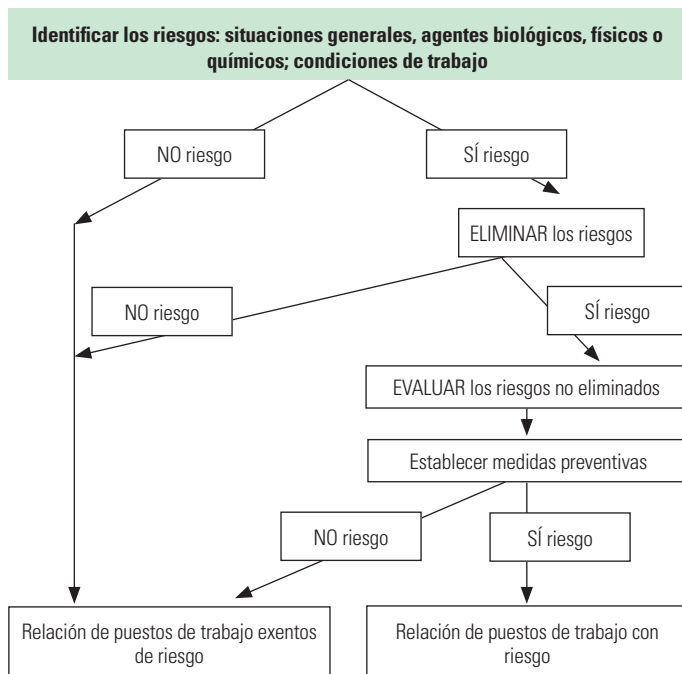 Identificar los riesgos: situaciones generales, agentes biológicos, físicos o
químicos; condiciones de trabajo
NO riesgo
SÍ riesgo
ELIMINAR los riesgos
NO riesgo
SÍ riesgo
EVALUAR los riesgos no eliminados
Establecer medidas preventivas
NO riesgo
SÍ riesgo
Relación de puestos de trabajo exentos
de riesgo
Relación de puestos de trabajo con
riesgo